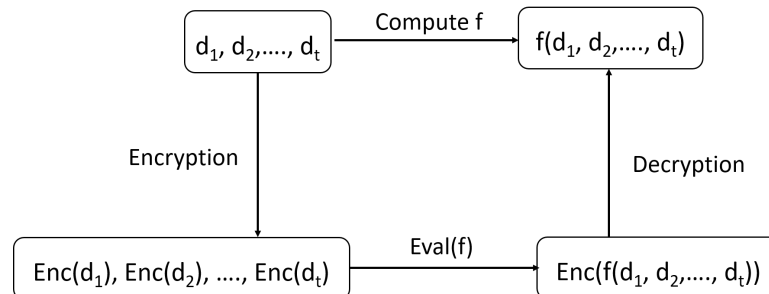 Compute f
d₁, d₂,...., dₜ
f(d₁, d₂,...., dₜ)
Encryption
Decryption
Eval(f)
Enc(d₁), Enc(d₂), ...., Enc(dₜ)
Enc(f(d₁, d₂,...., dₜ))